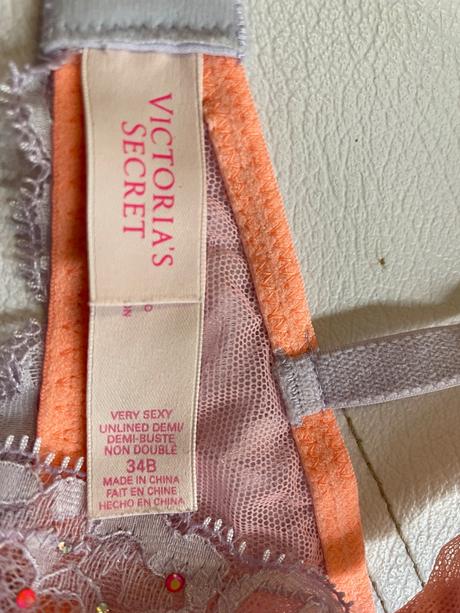 VICTORIA'S
SECRET
VERY SEXY
UNLINED DEMI/
DEMI-BUSTE
NON DOUBLÉ
34B
MADE IN CHINA
FAIT EN CHINE
HECHO EN CHINA